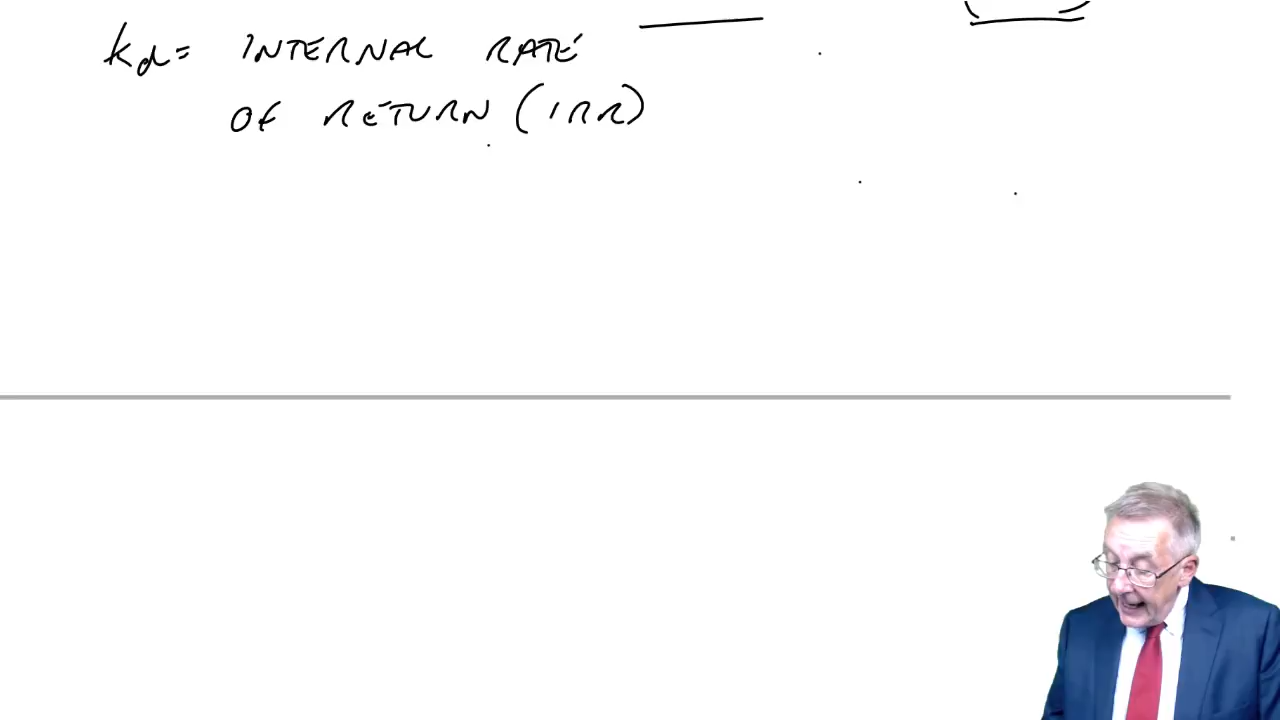 kd= INTERNAL RATE
OF RETURN (IRR)